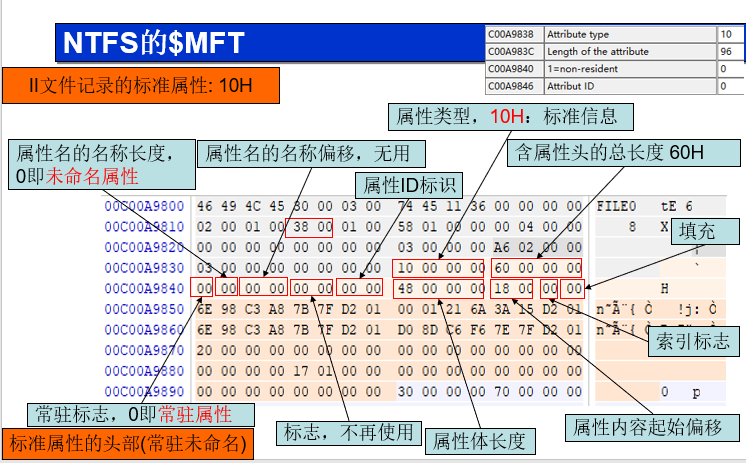 NTFS的$MFT
C00A9838 Attribute type 10
C00A983C Length of the attribute 96
C00A9840 1=non-resident 0
C00A9846 Attribut ID 0
II文件记录的标准属性: 10H
属性类型，10H：标准信息
属性名的名称长度，
0即未命名属性
属性名的名称偏移，无用
含属性头的总长度 60H
属性ID标识
填充
00C00A9800 46 49 4C 45 30 00 03 00 74 45 11 36 00 00 00 00 FILE0 tE 6
00C00A9810 02 00 01 00 38 00 01 00 58 01 00 00 00 04 00 00 8 X
00C00A9820 00 00 00 00 00 00 00 00 03 00 00 00 A6 02 00 00
00C00A9830 03 00 00 00 00 00 00 10 00 00 00 60 00 00 00 `
00C00A9840 00 00 00 00 00 00 00 00 48 00 00 00 18 00 00 00 H
00C00A9850 6E 98 C3 A8 7B 7F D2 01 00 01 21 6A 3A 15 D2 01 n˜Ã¨{ Ò !j: Ò
00C00A9860 6E 98 C3 A8 7B 7F D2 01 D0 8D C6 F6 7E 7F D2 01
00C00A9870 20 00 00 00 00 00 00 00 00 00 00 00 00 00 00 00
00C00A9880 00 00 00 00 17 01 00 00 00 00 00 00 00 00 00 00
00C00A9890 00 00 00 00 00 00 00 00 30 00 00 00 70 00 00 00 0 p
索引标志
常驻标志，0即常驻属性
标志，不再使用
属性体长度
属性内容起始偏移
标准属性的头部(常驻未命名)